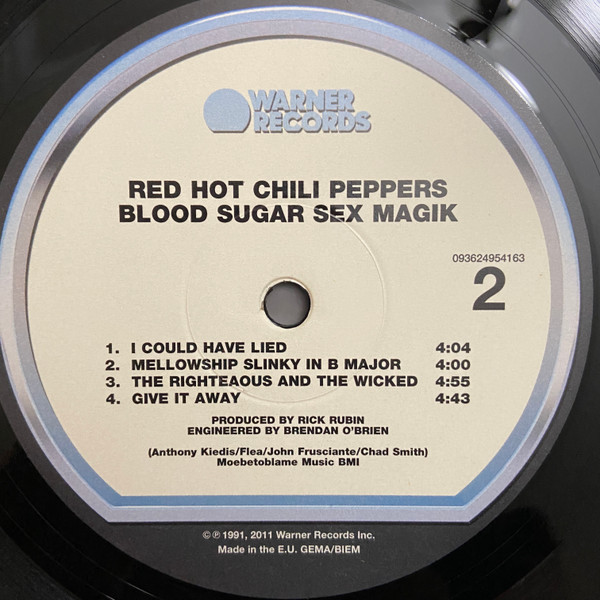 WARNER
RECORDS
RED HOT CHILI PEPPERS
BLOOD SUGAR SEX MAGIK
093624954163
2
1. I COULD HAVE LIED 4:04
2. MELLOWSHIP SLINKY IN B MAJOR 4:00
3. THE RIGHTEAOUS AND THE WICKED 4:55
4. GIVE IT AWAY 4:43
PRODUCED BY RICK RUBIN
ENGINEERED BY BRENDAN O'BRIEN
(Anthony Kiedis/Flea/John Frusciante/Chad Smith)
Moebetoblame Music BMI
© ℗ 1991, 2011 Warner Records Inc.
Made in the E.U. GEMA/BIEM